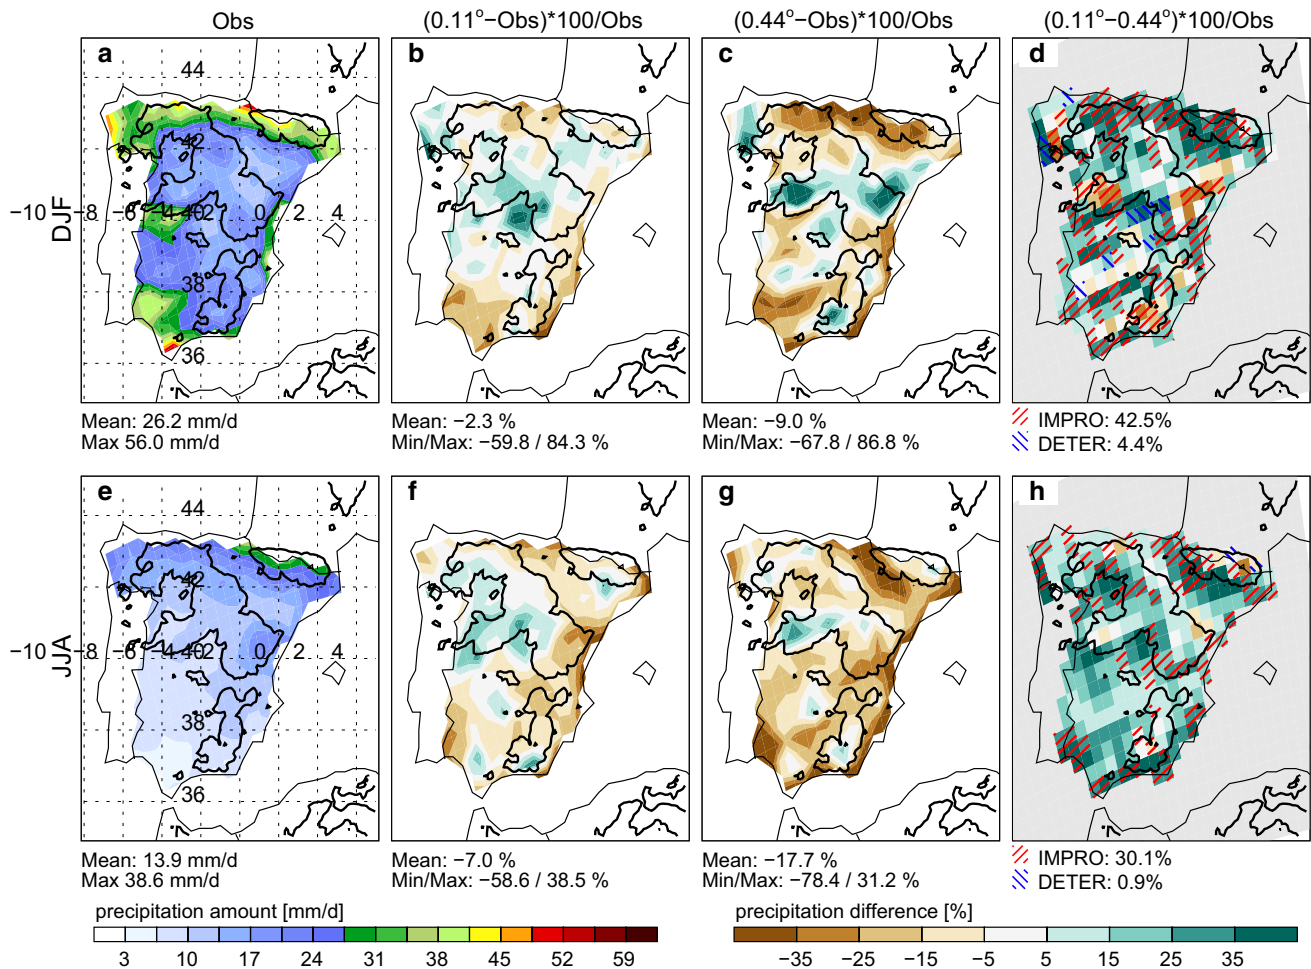 Obs
(0.11°−Obs)*100/Obs
(0.44°−Obs)*100/Obs
(0.11°−0.44°)*100/Obs
a
b
c
d
44
42
−10
−8
−6
−4
40
−2
0
2
4
38
36
DJF
Mean: 26.2 mm/d
Max 56.0 mm/d
Mean: −2.3 %
Min/Max: −59.8 / 84.3 %
Mean: −9.0 %
Min/Max: −67.8 / 86.8 %
IMPRO: 42.5%
DETER: 4.4%
e
f
g
h
44
42
−10
−8
−6
−4
40
−2
0
2
4
38
36
JJA
Mean: 13.9 mm/d
Max 38.6 mm/d
Mean: −7.0 %
Min/Max: −58.6 / 38.5 %
Mean: −17.7 %
Min/Max: −78.4 / 31.2 %
IMPRO: 30.1%
DETER: 0.9%
precipitation amount [mm/d]
3 10 17 24 31 38 45 52 59
precipitation difference [%]
−35 −25 −15 −5 5 15 25 35